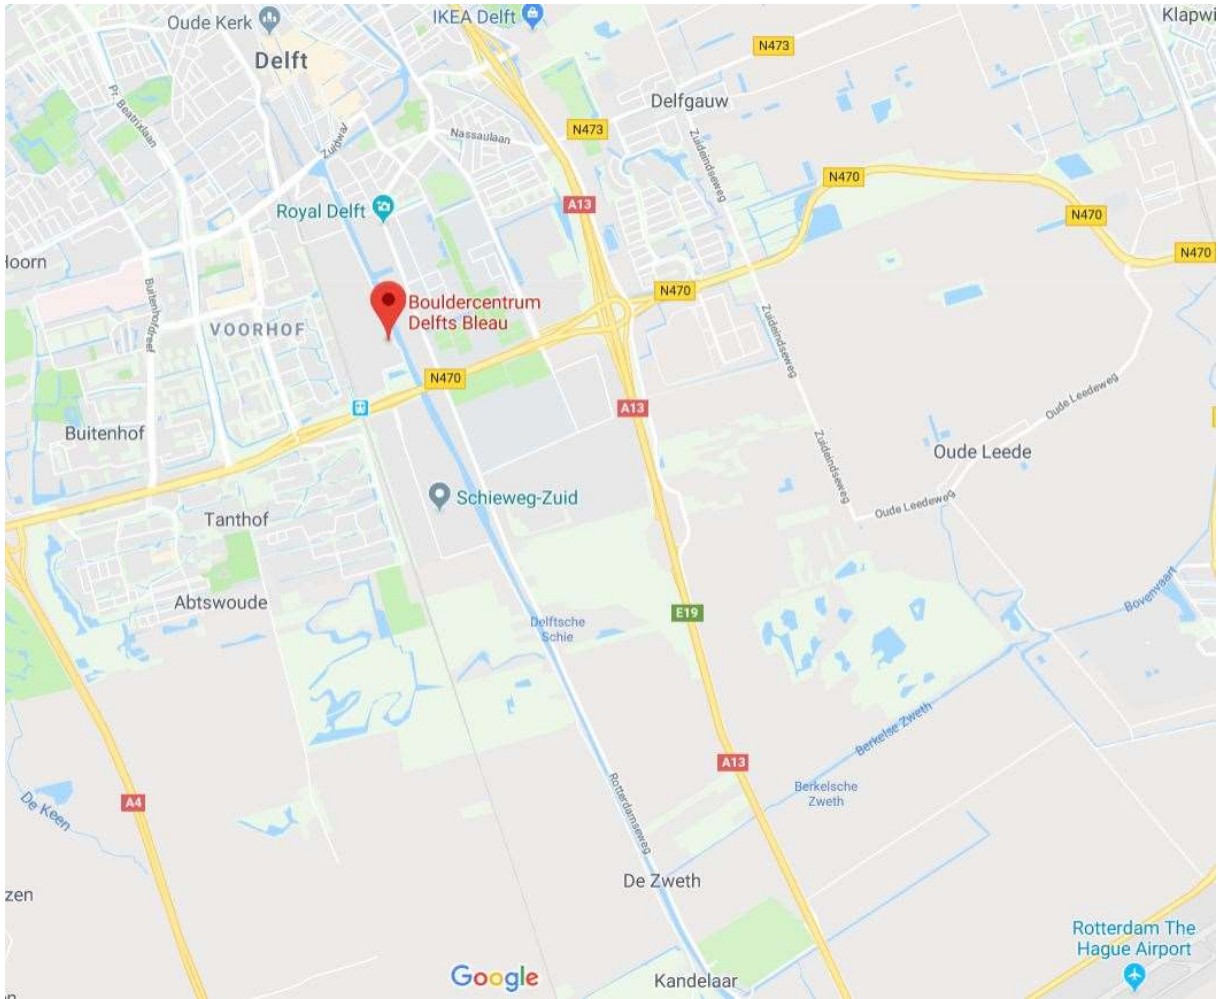 Oude Kerk
IKEA Delft
Klapwi
N473
Delft
Pr. Beatrixlaan
Delfgauw
Zuidwal
Nassaulaan
N473
Zuideindseweg
N470
Royal Delft
A13
N470
Hoorn
N470
Buitenhofdreef
N470
Bouldercentrum
Delfts Bleau
VOORHOF
Zuideindseweg
N470
Oude Leedeweg
A13
Buitenhof
Zuideindseweg
Oude Leede
Schieweg-Zuid
Oude Leedeweg
Tanthof
Abtswoude
Bovenvaart
E19
Delftsche
Schie
Berkelse Zweth
A13
Rotterdamseweg
Berkelsche
Zweth
A4
De Keen
De Zweth
zen
Rotterdam The
Hague Airport
Google
Kandelaar